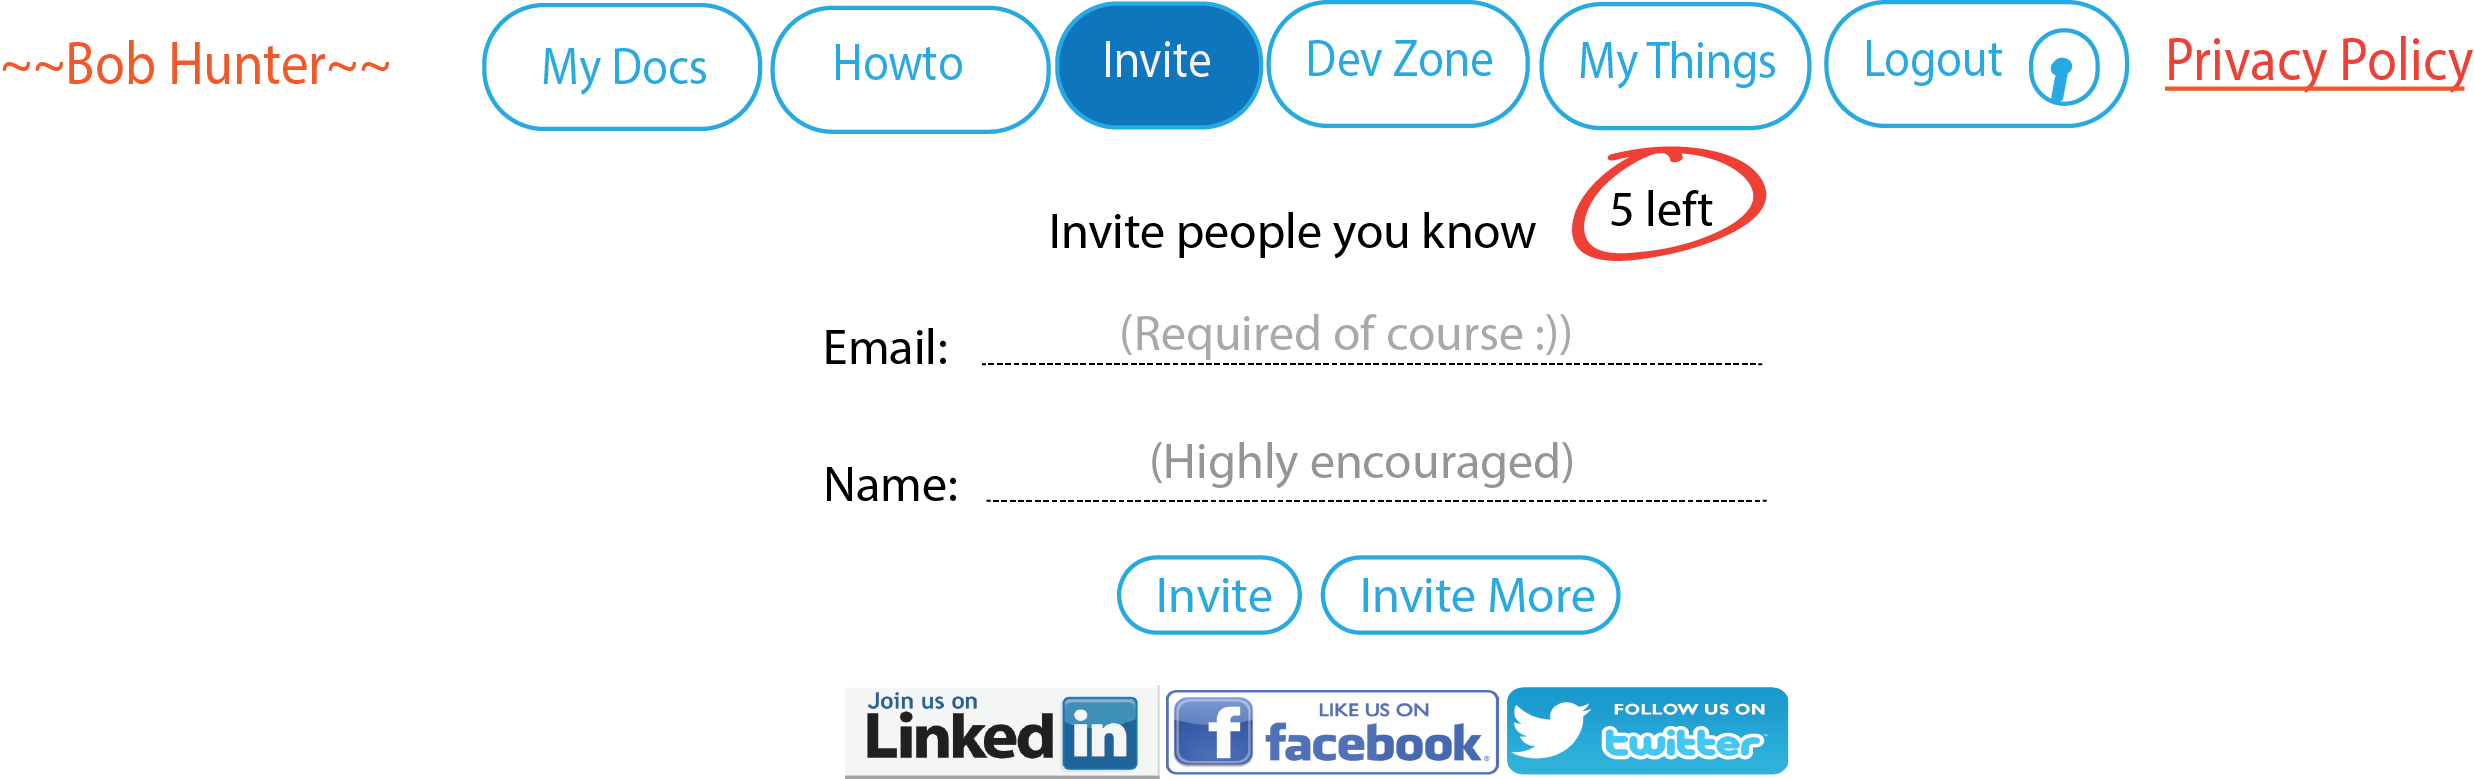 ~~Bob Hunter~~
My Docs
Howto
Invite
Dev Zone
My Things
Logout
Privacy Policy
Invite people you know
5 left
Email: (Required of course :))
Name: (Highly encouraged)
Invite
Invite More
Join us on
Linked in
f
LIKE US ON
facebook®
FOLLOW US ON
twitter™